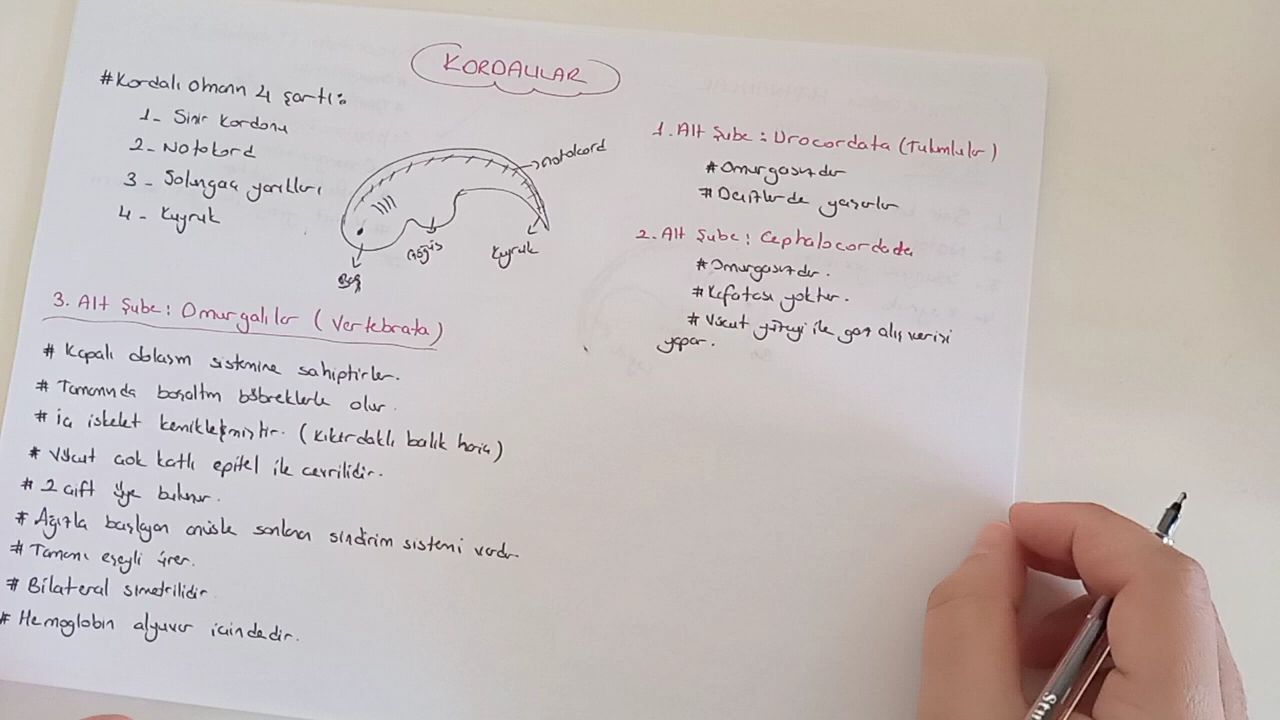 KORDALILAR
#Kordalı olmanın 4 şartı:
1- Sinir kordonu
2- Notokord
3- Solungaç yarıkları
4- Kuyruk
notokord
Baş
Göğüs
Kuyruk
1. Alt Şube: Urocordata (Tulumlular)
#Omurgasızdır
#Denizlerde yaşarlar
2. Alt Şube: Cephalocordata
#Omurgasızdır.
#Kafatası yoktur.
#Vücut yüzeyi ile gaz alış verişi
yapar.
3. Alt Şube: Omurgalılar (Vertebrata)
# Kapalı dolaşım sistemine sahiptirler.
# Tamamında boşaltım böbreklerle olur.
# İç iskelet kemikleşmiştir. (Kıkırdaklı balık hariç)
# Vücut çok katlı epitel ile çevrilidir.
# 2 çift üye bulunur.
# Ağızla başlayan anüsle sonlanan sindirim sistemi vardır
# Tamamı eşeyli ürer.
# Bilateral simetrilidir
# Hemoglobin alyuvar içindedir.